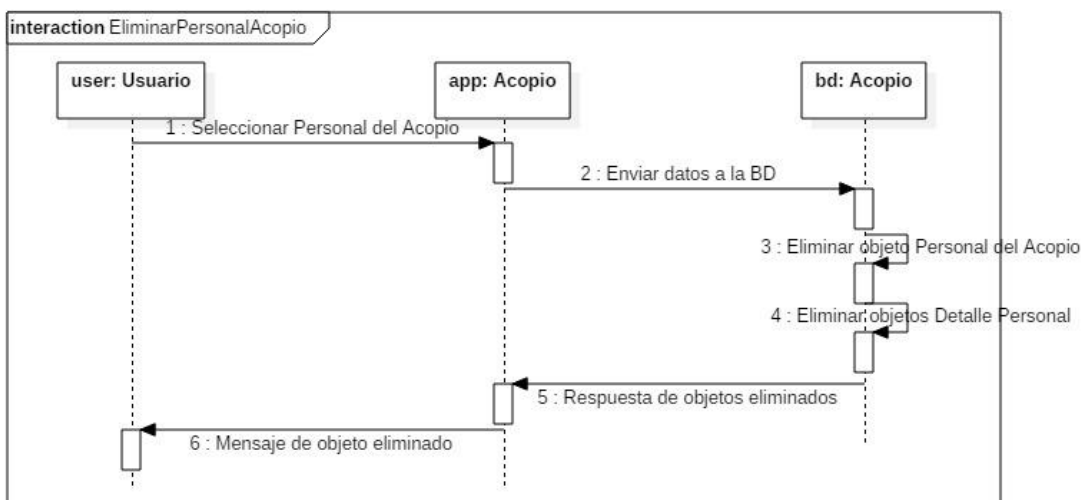 interaction EliminarPersonalAcopio
user: Usuario
app: Acopio
bd: Acopio
1 : Seleccionar Personal del Acopio
2 : Enviar datos a la BD
3 : Eliminar objeto Personal del Acopio
4 : Eliminar objetos Detalle Personal
5 : Respuesta de objetos eliminados
6 : Mensaje de objeto eliminado